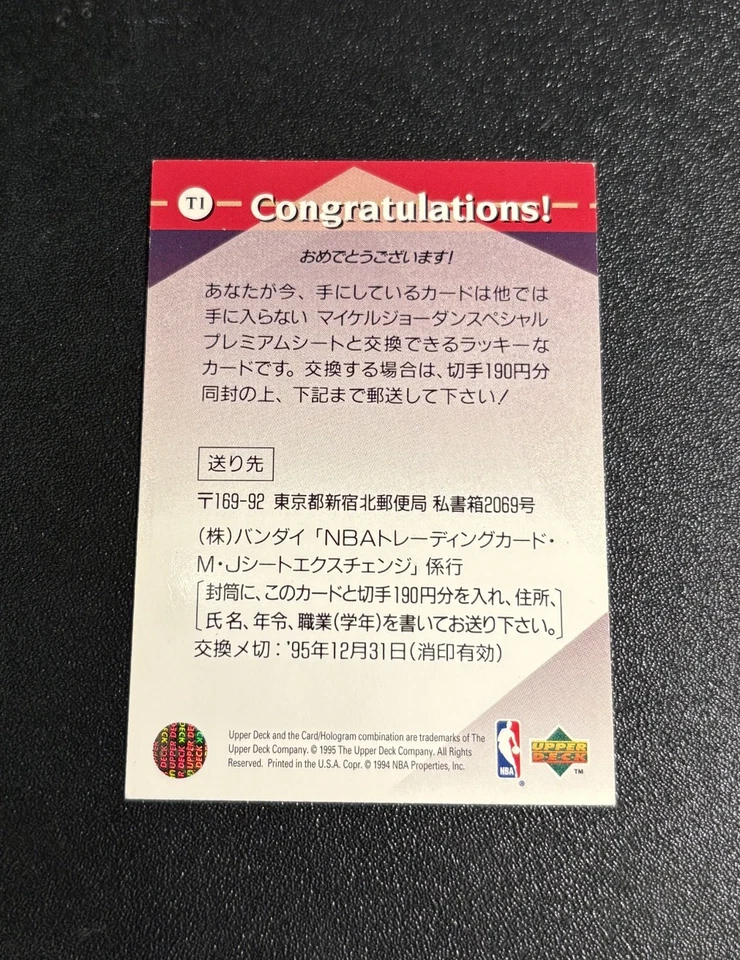 T1
Congratulations!
おめでとうございます!
あなたが今、手にしているカードは他では
手に入らない マイケルジョーダンスペシャル
プレミアムシートと交換できるラッキーな
カードです。交換する場合は、切手190円分
同封の上、下記まで郵送して下さい!
送り先
〒169-92 東京都新宿北郵便局 私書箱2069号
(株)バンダイ「NBAトレーディングカード・
M・Jシートエクスチェンジ」係行
[封筒に、このカードと切手190円分を入れ、住所、
氏名、年令、職業(学年)を書いてお送り下さい。]
交換〆切:'95年12月31日(消印有効)
Upper Deck and the Card/Hologram combination are trademarks of The
Upper Deck Company. © 1995 The Upper Deck Company. All Rights
Reserved. Printed in the U.S.A. Copr. © 1994 NBA Properties, Inc.
NBA
®
UPPER
DECK
TM